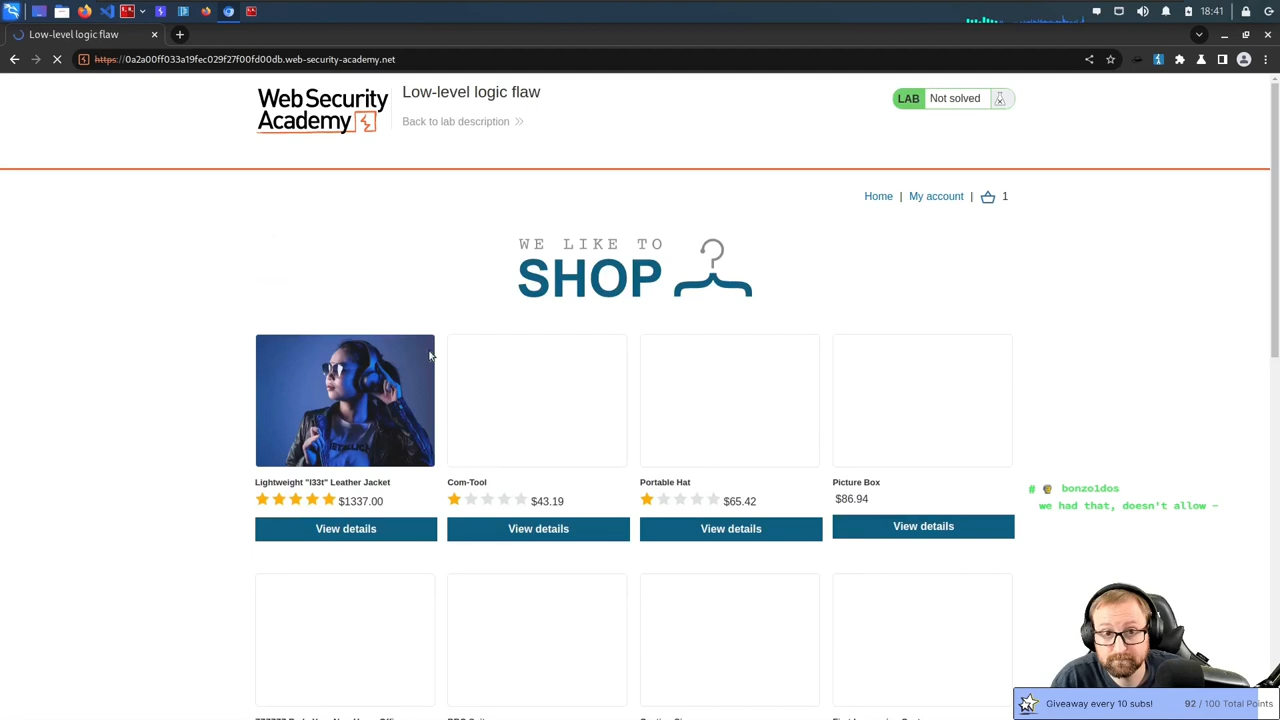 18:41
Low-level logic flaw
https://0a2a00ff033a19fec029f27f00fd00db.web-security-academy.net
Web Security
Academy
Low-level logic flaw
Back to lab description
LAB Not solved
Home | My account | 1
WE LIKE TO
SHOP
Lightweight "l33t" Leather Jacket
$1337.00
View details
Com-Tool
$43.19
View details
Portable Hat
$65.42
View details
Picture Box
$86.94
View details
# bonzo1dos
we had that, doesn't allow -
Giveaway every 10 subs! 92 / 100 Total Points